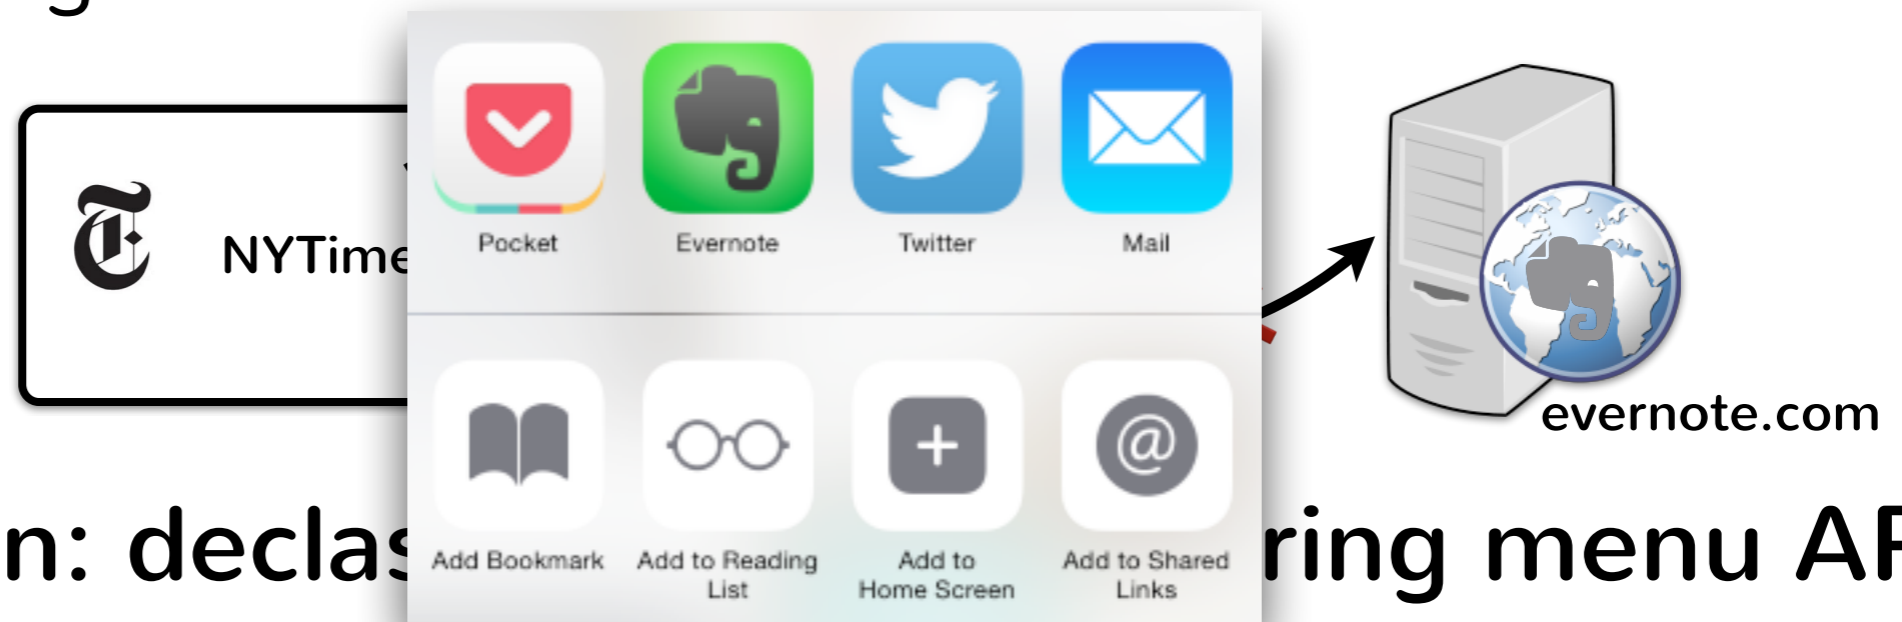 g
Pocket Evernote Twitter Mail
NYTime
evernote.com
n: declas ring menu AP
Add Bookmark Add to Reading List Add to Home Screen Add to Shared Links